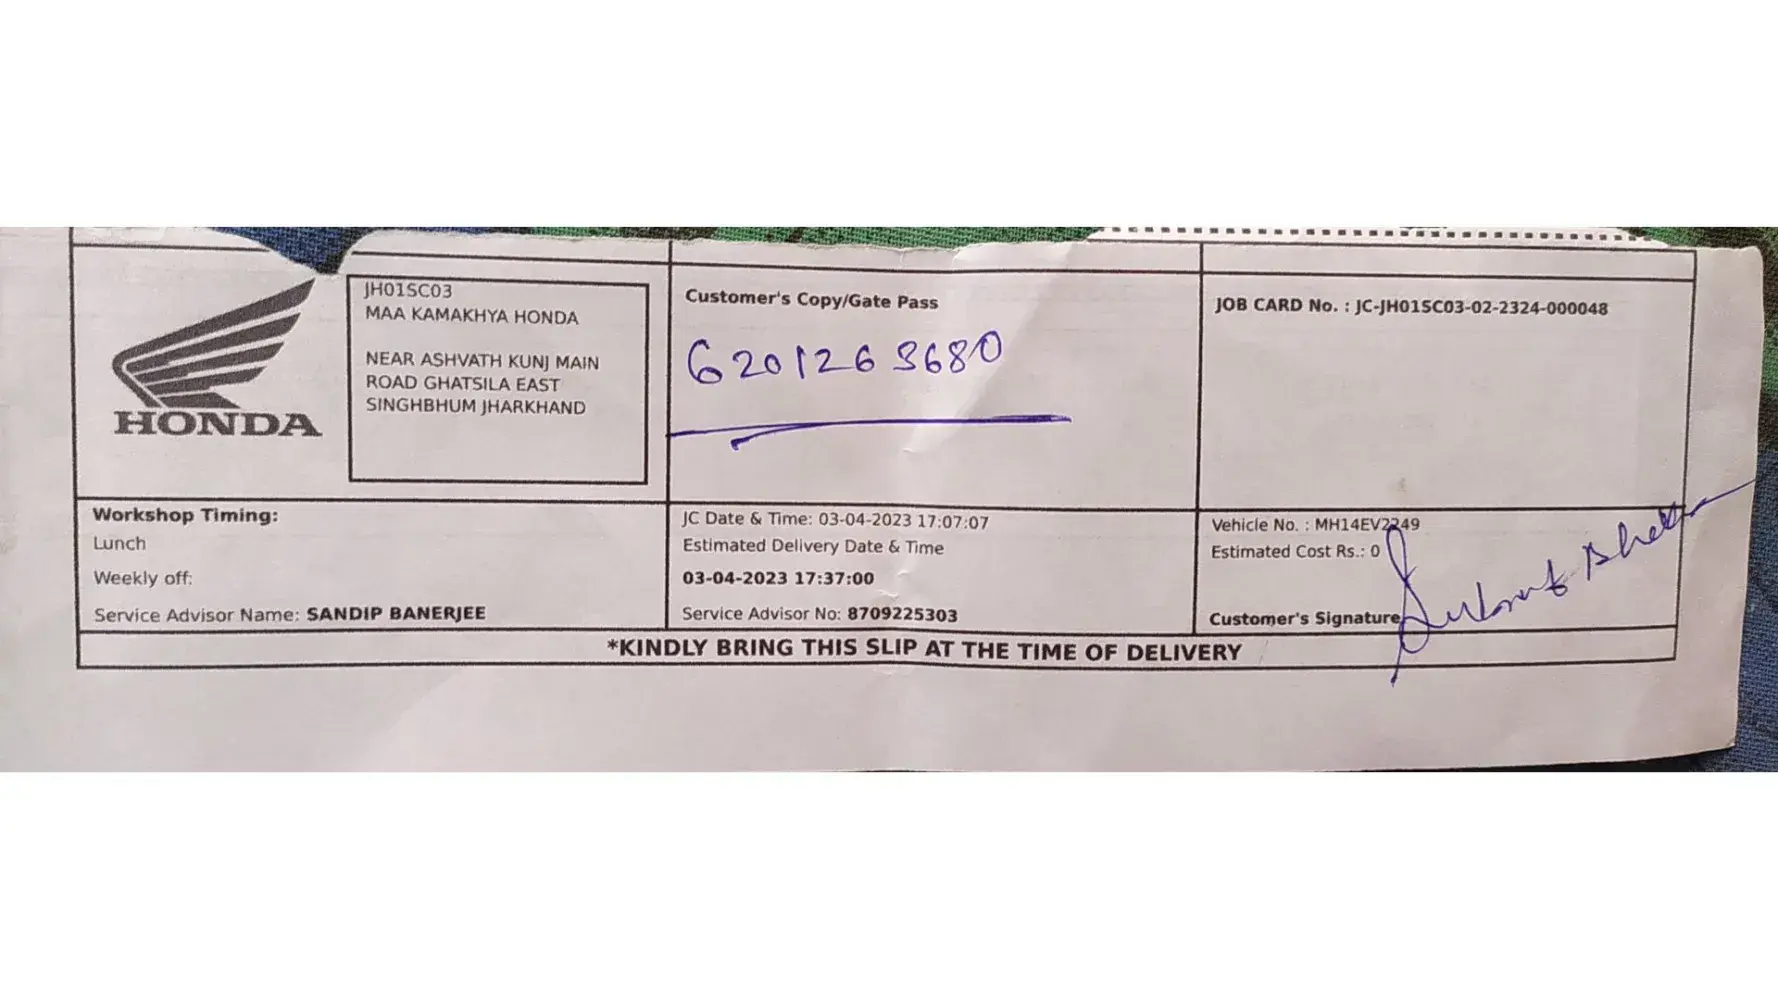 HONDA
JH01SC03
MAA KAMAKHYA HONDA
NEAR ASHVATH KUNJ MAIN
ROAD GHATSILA EAST
SINGHBHUM JHARKHAND
Customer's Copy/Gate Pass
6201263680
JOB CARD No. : JC-JH01SC03-02-2324-000048
Workshop Timing:
Lunch
Weekly off:
Service Advisor Name: SANDIP BANERJEE
JC Date & Time: 03-04-2023 17:07:07
Estimated Delivery Date & Time
03-04-2023 17:37:00
Service Advisor No: 8709225303
Vehicle No. : MH14EV2249
Estimated Cost Rs.: 0
Customer's Signature
*KINDLY BRING THIS SLIP AT THE TIME OF DELIVERY